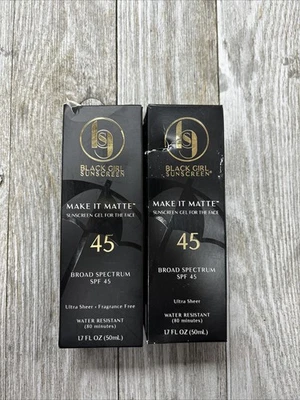 BLACK GIRL
SUNSCREEN
MAKE IT MATTE™
SUNSCREEN GEL FOR THE FACE
45
BROAD SPECTRUM
SPF 45
Ultra Sheer • Fragrance Free
WATER RESISTANT
(80 minutes)
1.7 FL OZ (50mL)
BLACK GIRL
SUNSCREEN®
MAKE IT MATTE™
SUNSCREEN GEL FOR THE FACE
45
BROAD SPECTRUM
SPF 45
Ultra Sheer
WATER RESISTANT
(80 minutes)
1.7 FL OZ (50mL)